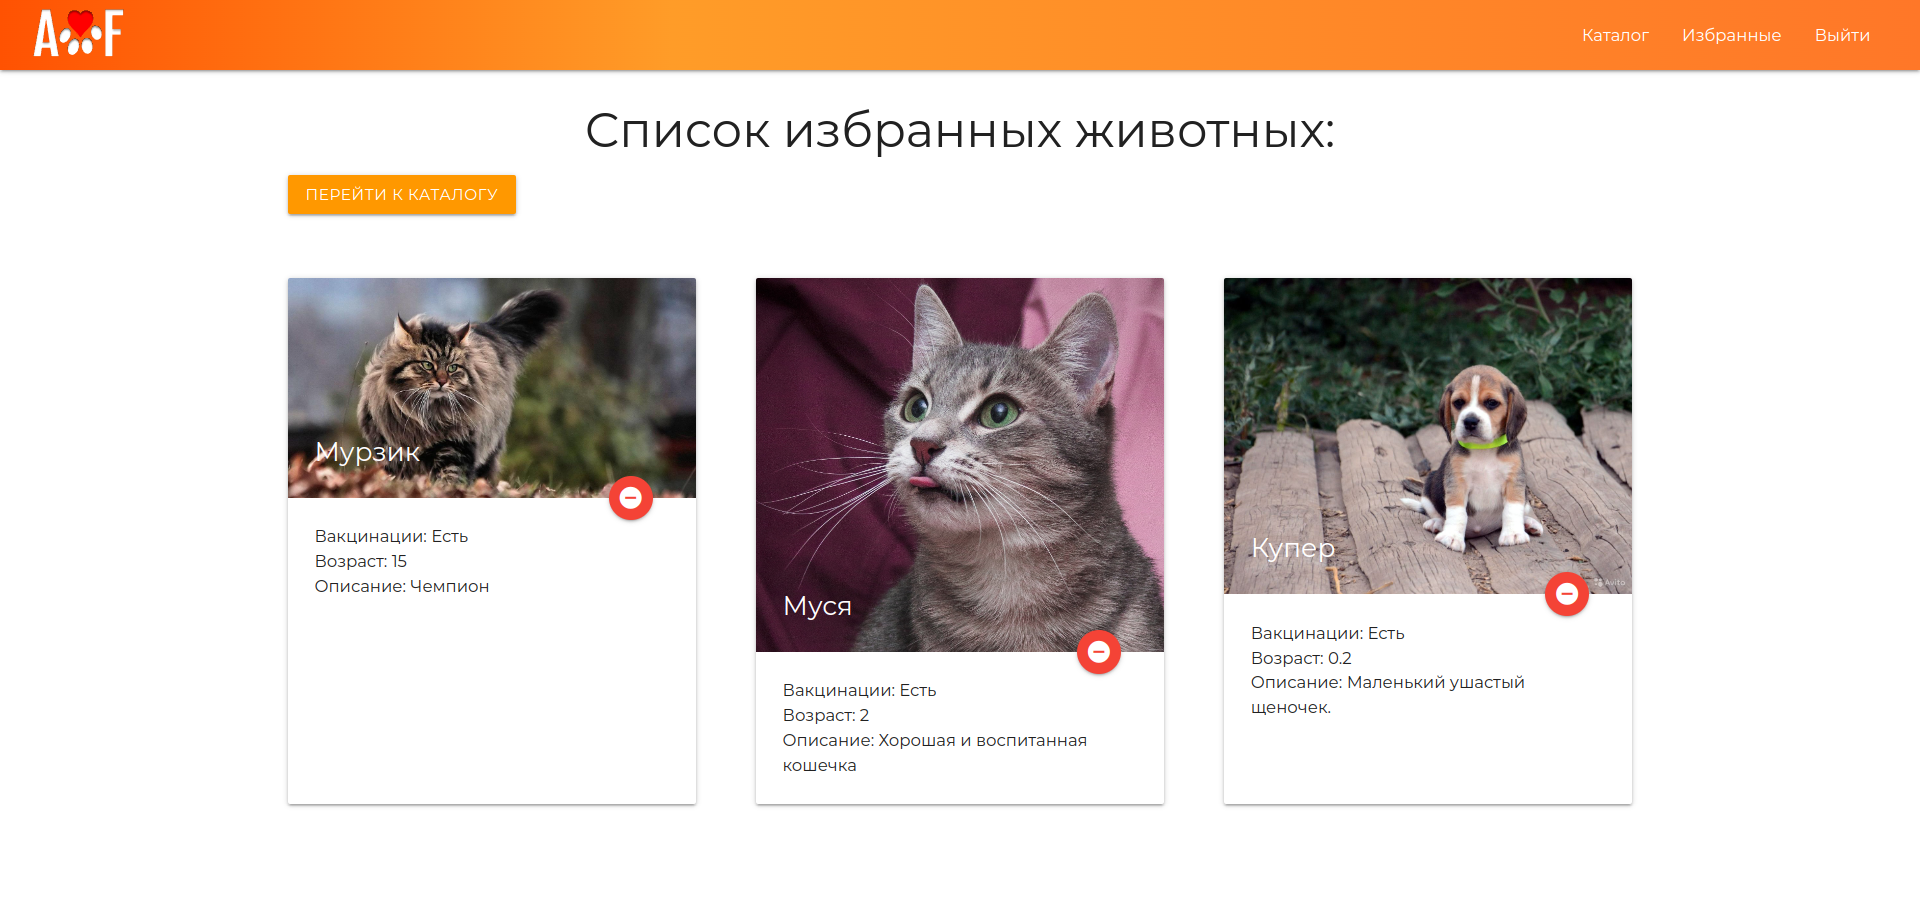 A F
Каталог
Избранные
Выйти
Список избранных животных:
ПЕРЕЙТИ К КАТАЛОГУ
Мурзик
Вакцинации: Есть
Возраст: 15
Описание: Чемпион
Муся
Вакцинации: Есть
Возраст: 2
Описание: Хорошая и воспитанная
кошечка
Купер
Avito
Вакцинации: Есть
Возраст: 0.2
Описание: Маленький ушастый
щеночек.